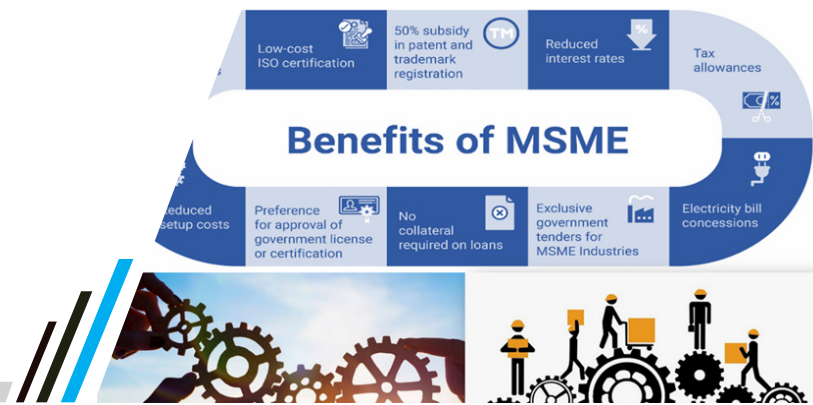 Low-cost
ISO certification
50% subsidy
in patent and
trademark
registration
TM
Reduced
interest rates
%
Tax
allowances
%
Benefits of MSME
setup costs
Preference
for approval of
government license
or certification
No
collateral
required on loans
Exclusive
government
tenders for
MSME Industries
Electricity bill
concessions